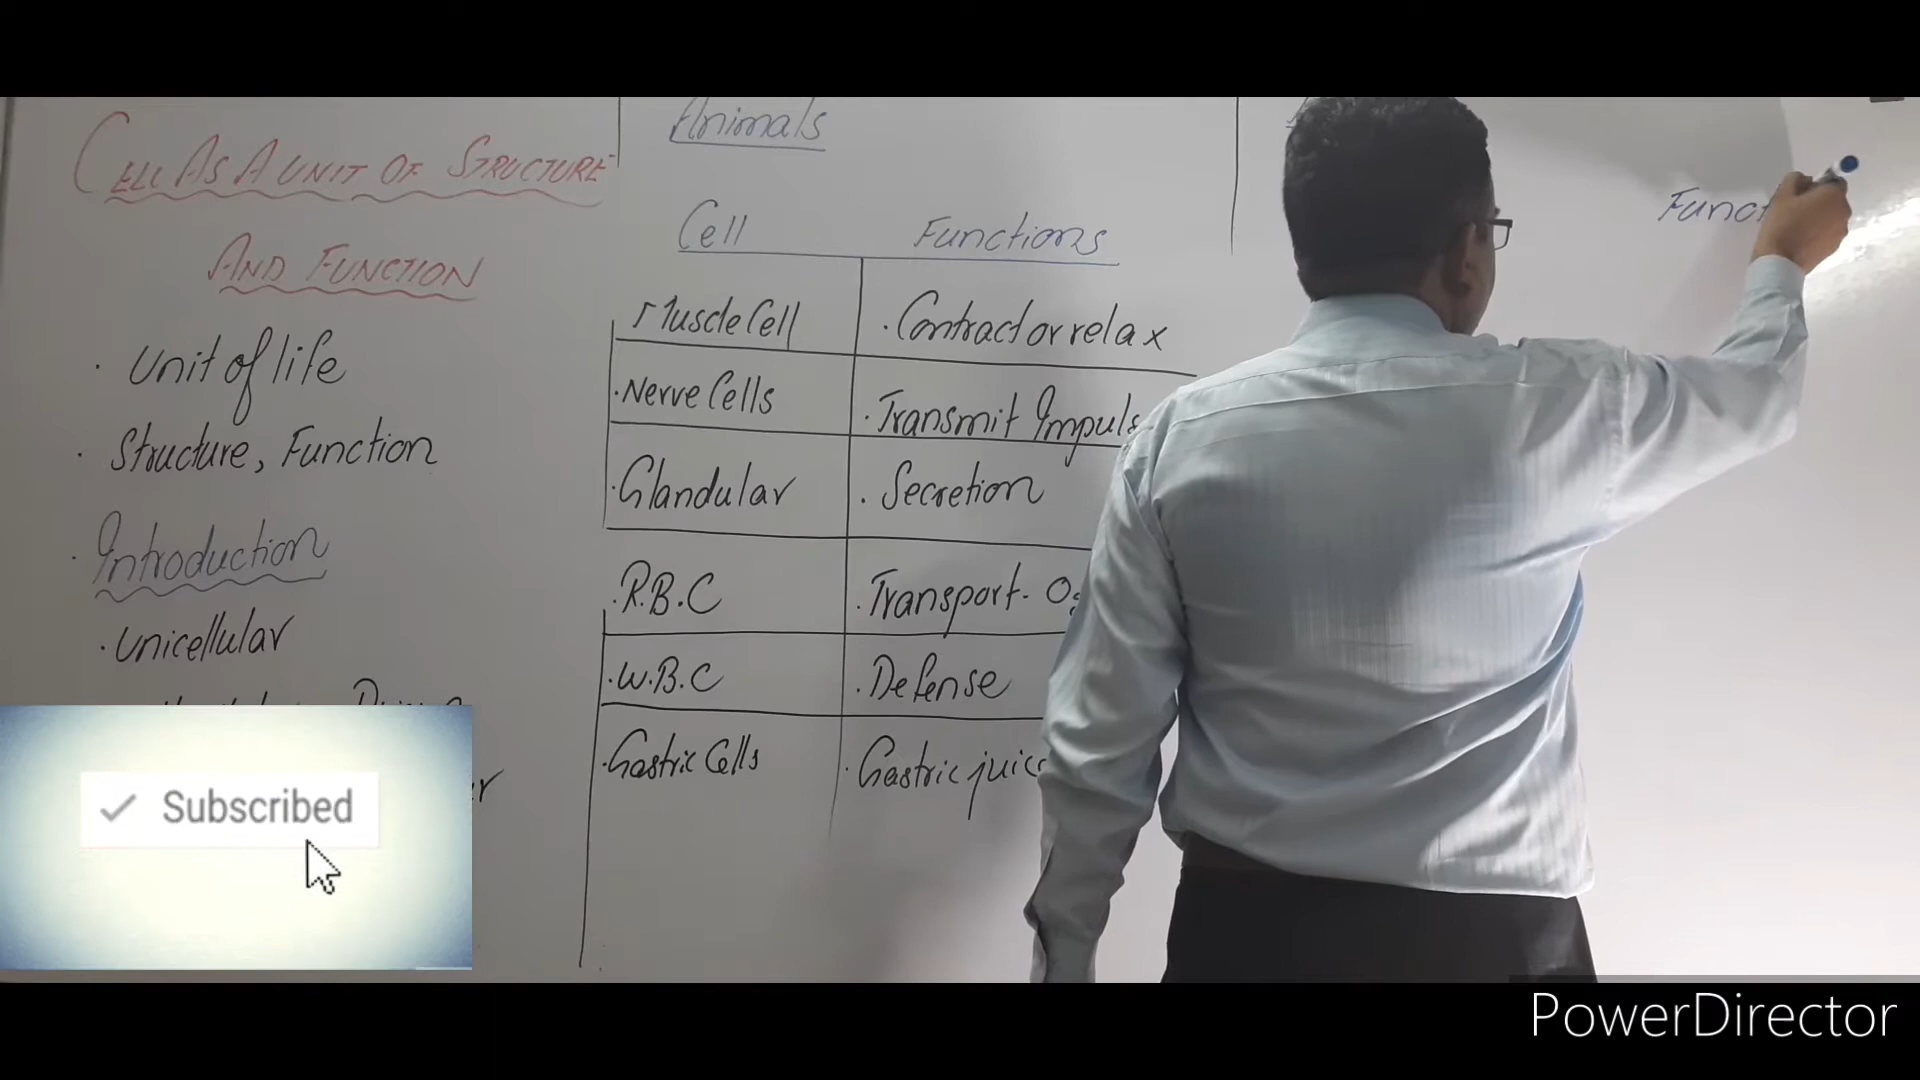 CELL AS A UNIT OF STRUCTURE
AND FUNCTION
· Unit of life
· Structure, Function
· Introduction
· Unicellular
Animals
Cell Functions
Muscle Cell · Contract or relax
· Nerve Cells · Transmit Impuls
· Glandular · Secretion
· R.B.C · Transport-
· W.B.C · Defense
· Gastric Cells · Gastric juic
Funct
Subscribed
PowerDirector